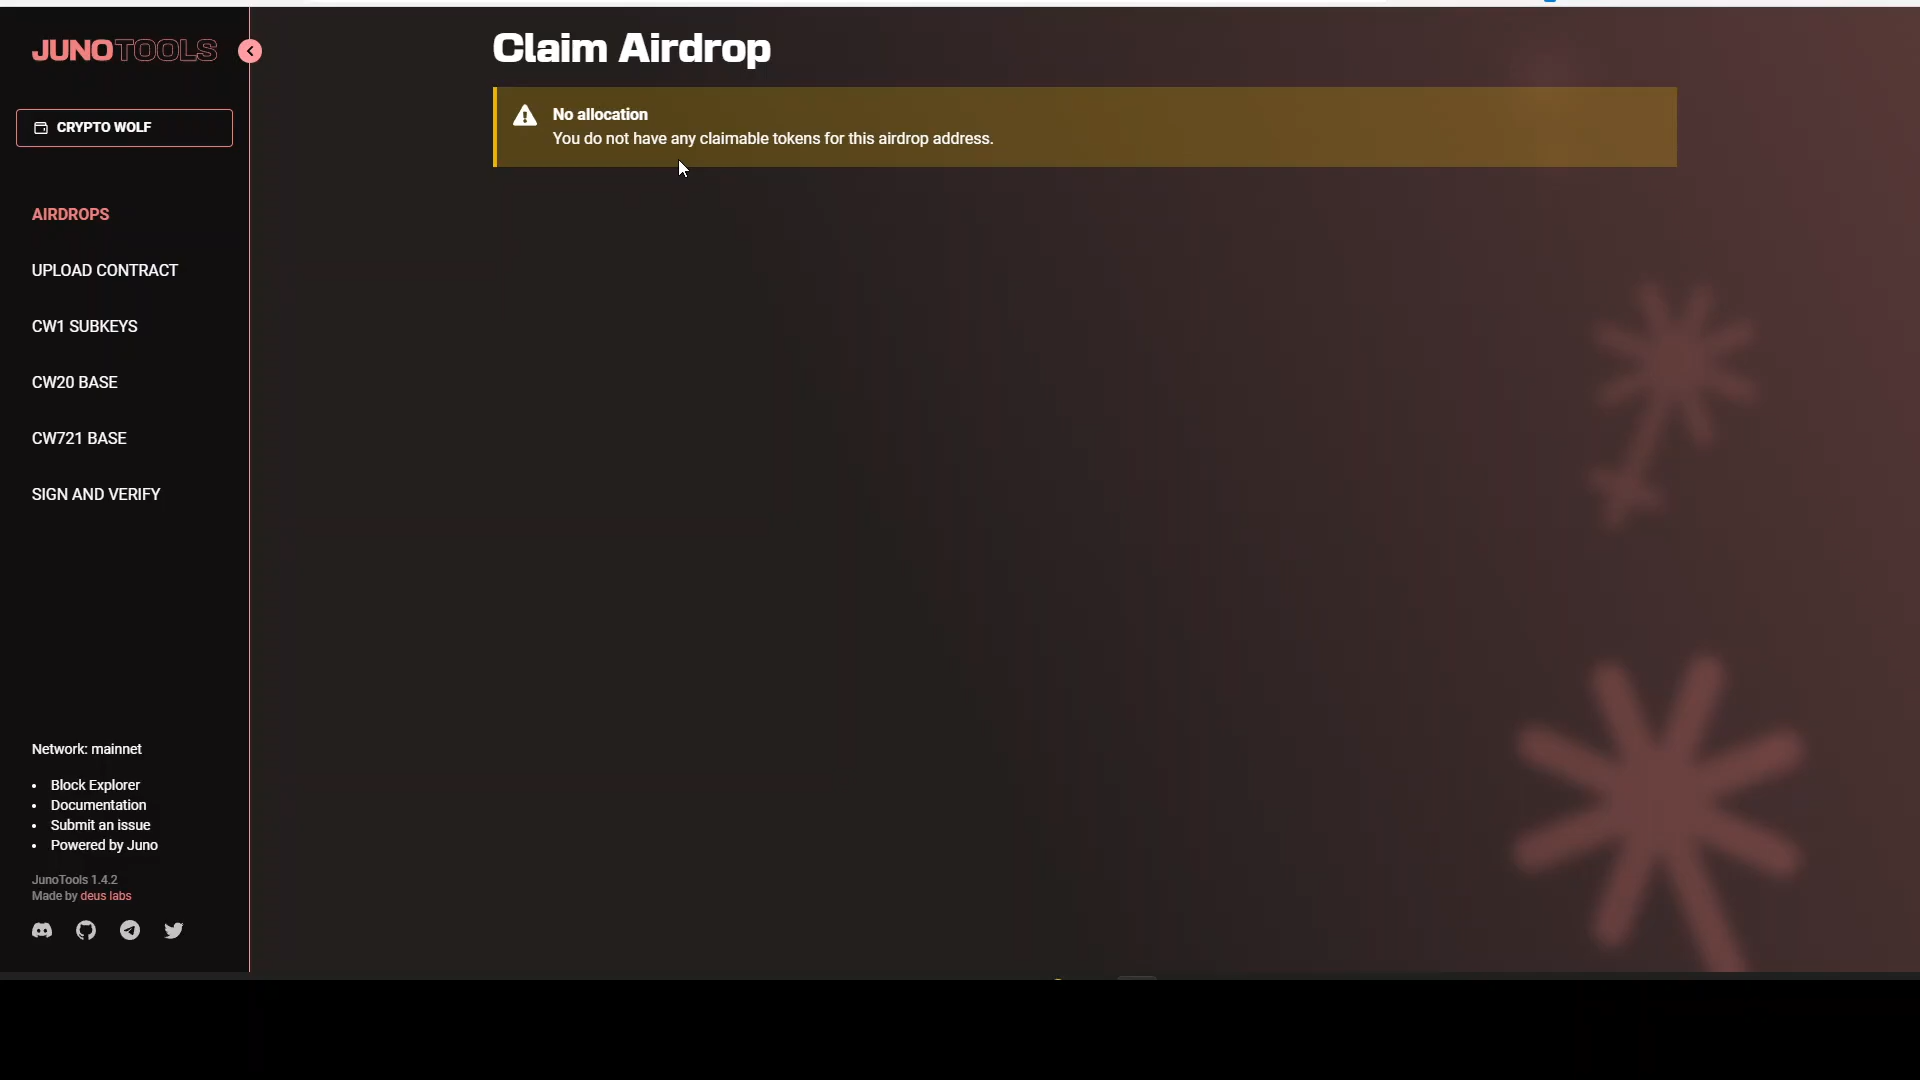 JUNOTOOLS
CRYPTO WOLF
AIRDROPS
UPLOAD CONTRACT
CW1 SUBKEYS
CW20 BASE
CW721 BASE
SIGN AND VERIFY
Network: mainnet
• Block Explorer
• Documentation
• Submit an issue
• Powered by Juno
JunoTools 1.4.2
Made by deus labs
Claim Airdrop
No allocation
You do not have any claimable tokens for this airdrop address.